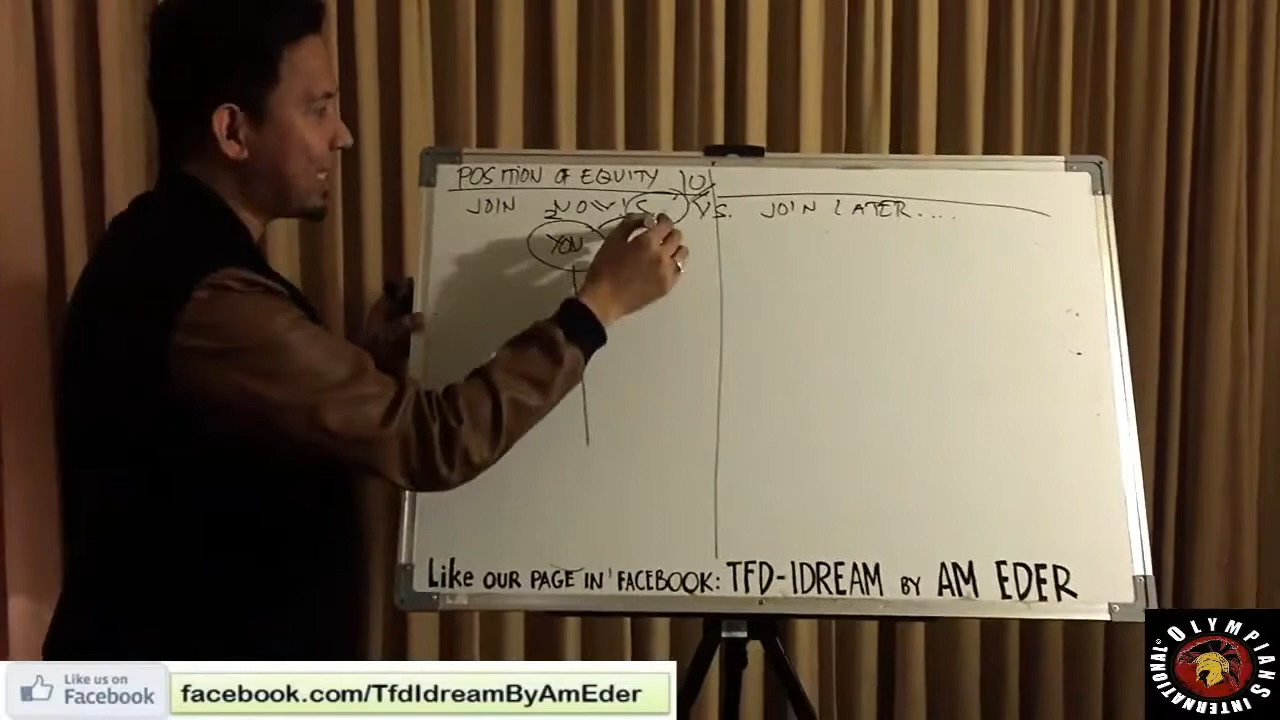 POSITION OF EQUITY
JOIN NOW VS. JOIN LATER....
YOU
Like OUR PAGE IN FACEBOOK: TFD-IDREAM BY AM EDER
Like us on
Facebook
facebook.com/TfdIdreamByAmEder
OLYMPIANS
INTERNATIONAL